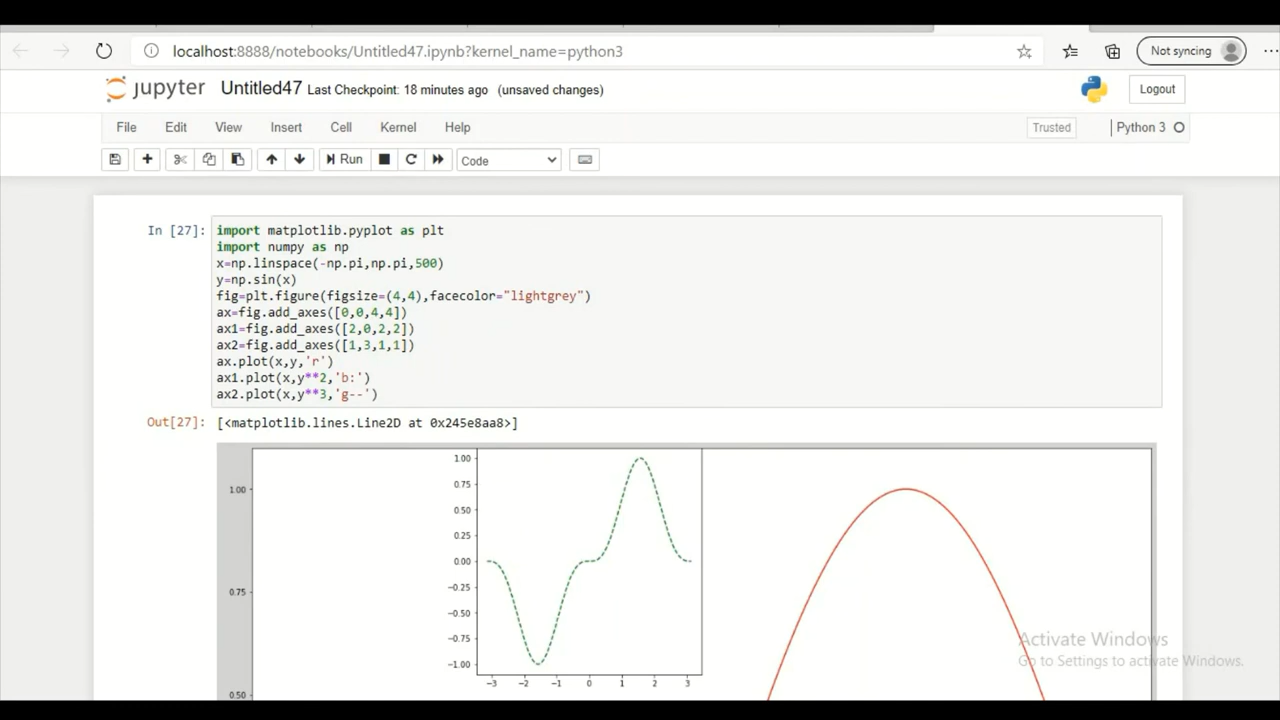 localhost:8888/notebooks/Untitled47.ipynb?kernel_name=python3
Not syncing
jupyter Untitled47 Last Checkpoint: 18 minutes ago (unsaved changes)
Logout
File Edit View Insert Cell Kernel Help
Trusted
Python 3
Run
Code
In [27]:
import matplotlib.pyplot as plt
import numpy as np
x=np.linspace(-np.pi,np.pi,500)
y=np.sin(x)
fig=plt.figure(figsize=(4,4),facecolor="lightgrey")
ax=fig.add_axes([0,0,4,4])
ax1=fig.add_axes([2,0,2,2])
ax2=fig.add_axes([1,3,1,1])
ax.plot(x,y,'r')
ax1.plot(x,y**2,'b:')
ax2.plot(x,y**3,'g--')
Out[27]: [<matplotlib.lines.Line2D at 0x245e8aa8>]
1.00
0.75
0.50
1.00
0.75
0.50
0.25
0.00
−0.25
−0.50
−0.75
−1.00
−3 −2 −1 0 1 2 3
Activate Windows
Go to Settings to activate Windows.